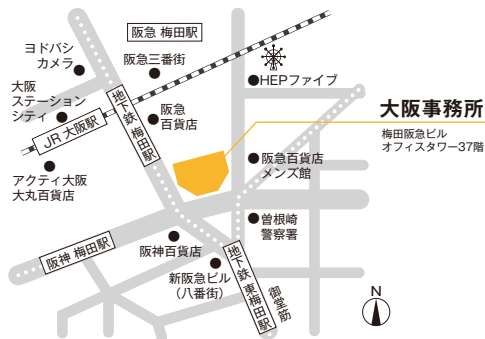 阪急 梅田駅
ヨドバシ
カメラ
阪急三番街
大阪
ステーション
シティ
HEPファイブ
地下鉄 梅田駅
阪急
百貨店
大阪事務所
梅田阪急ビル
オフィスタワー37階
JR 大阪駅
阪急百貨店
メンズ館
アクティ大阪
大丸百貨店
曽根崎
警察署
阪神百貨店
阪神 梅田駅
新阪急ビル
（八番街）
地下鉄 東梅田駅
御堂筋
N